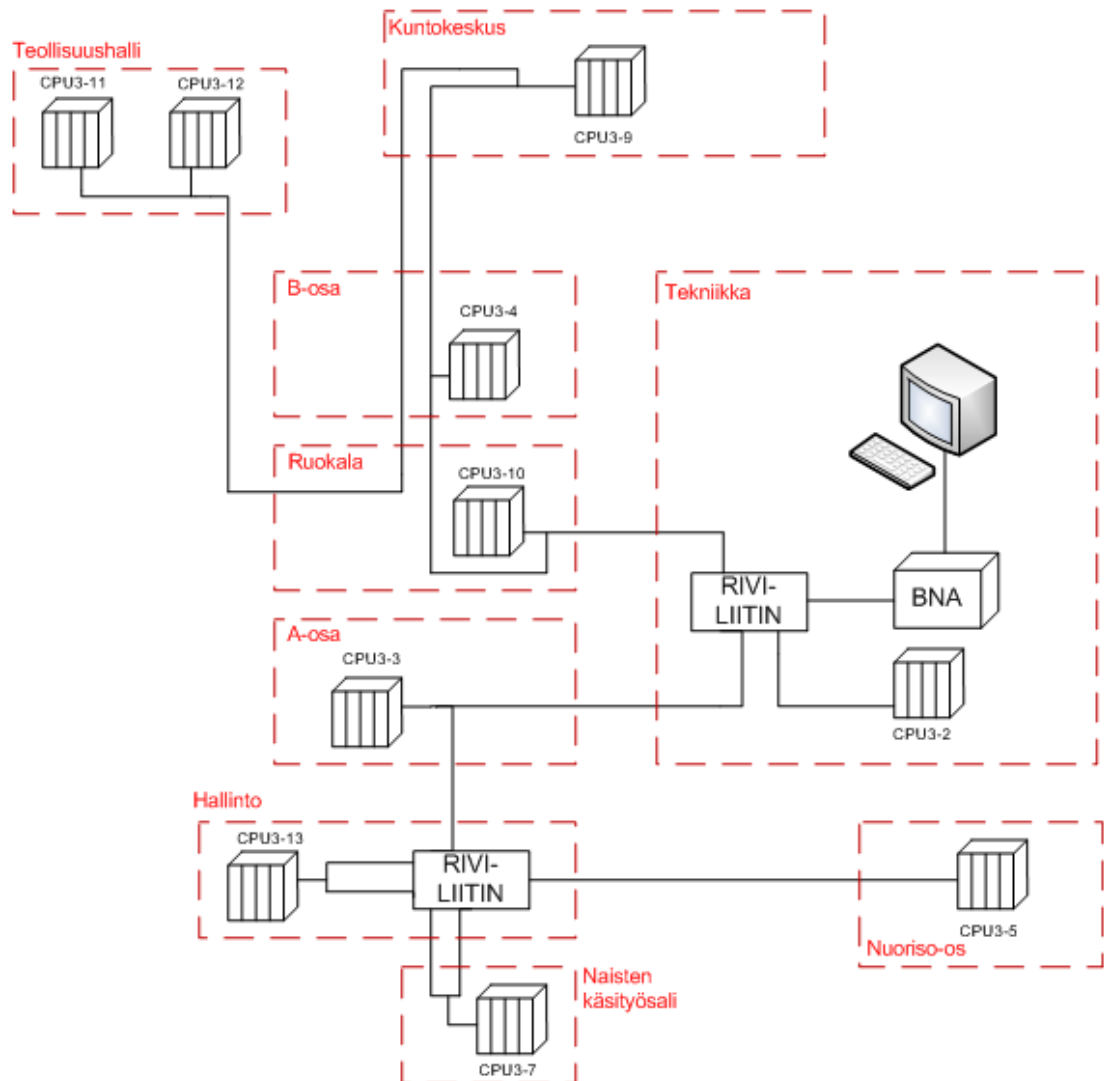 Kuntokeskus
Teollisuushalli
CPU3-11
CPU3-12
CPU3-9
B-osa
CPU3-4
Tekniikka
Ruokala
CPU3-10
RIVI-
LIITIN
BNA
A-osa
CPU3-3
CPU3-2
Hallinto
CPU3-13
RIVI-
LIITIN
CPU3-5
Nuoriso-os
Naisten
käsityösali
CPU3-7